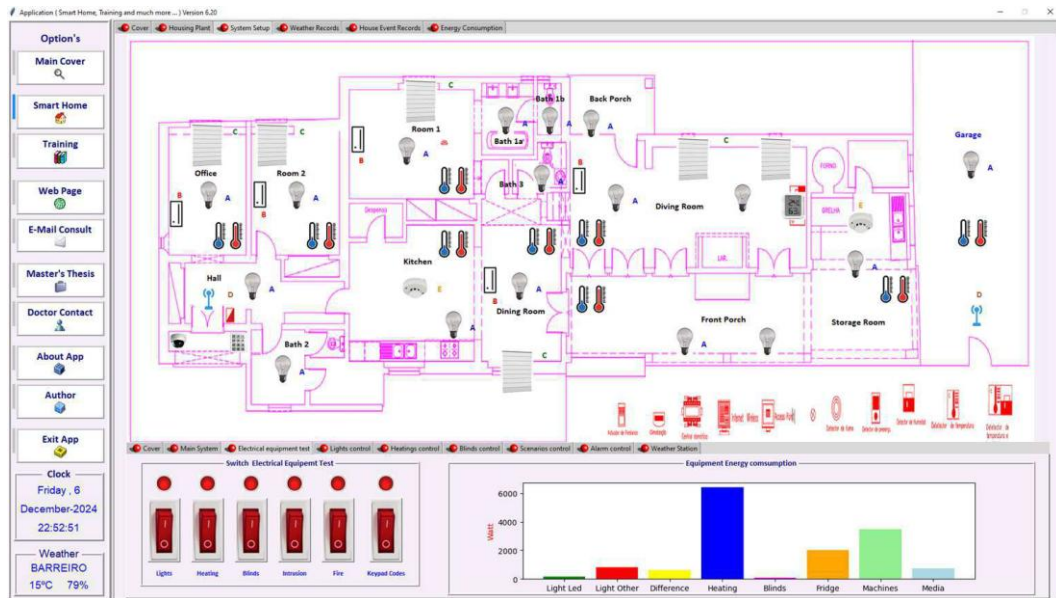 Application ( Smart Home, Training and much more ... ) Version 6.20
Option's
Main Cover
Smart Home
Training
Web Page
E-Mail Consult
Master's Thesis
Doctor Contact
About App
Author
Exit App
Clock
Friday , 6
December-2024
22:52:51
Weather
BARREIRO
15ºC 79%
Cover Housing Plant System Setup Weather Records House Event Records Energy Consumption
Office
C
B
A
Room 2
C
B
A
Room 1
C
B
A
Bath 1a
A
Bath 1b
A
Back Porch
A
Bath 3
A
Diving Room
C
B
A
FORNO
GRELHA
LAR
E
Garage
A
D
Hall
A
D
Kitchen
E
A
Dining Room
B
A
C
Bath 2
A
Front Porch
A
Storage Room
A
Cover Main System Electrical equipment test Lights control Heatings control Blinds control Scenarios control Alarm control Weather Station
Switch Electrical Equipent Test
Lights Heating Blinds Intrusion Fire Keypad Codes
Equipment Energy comsumption
Watt
6000
4000
2000
0
Light Led Light Other Difference Heating Blinds Fridge Machines Media